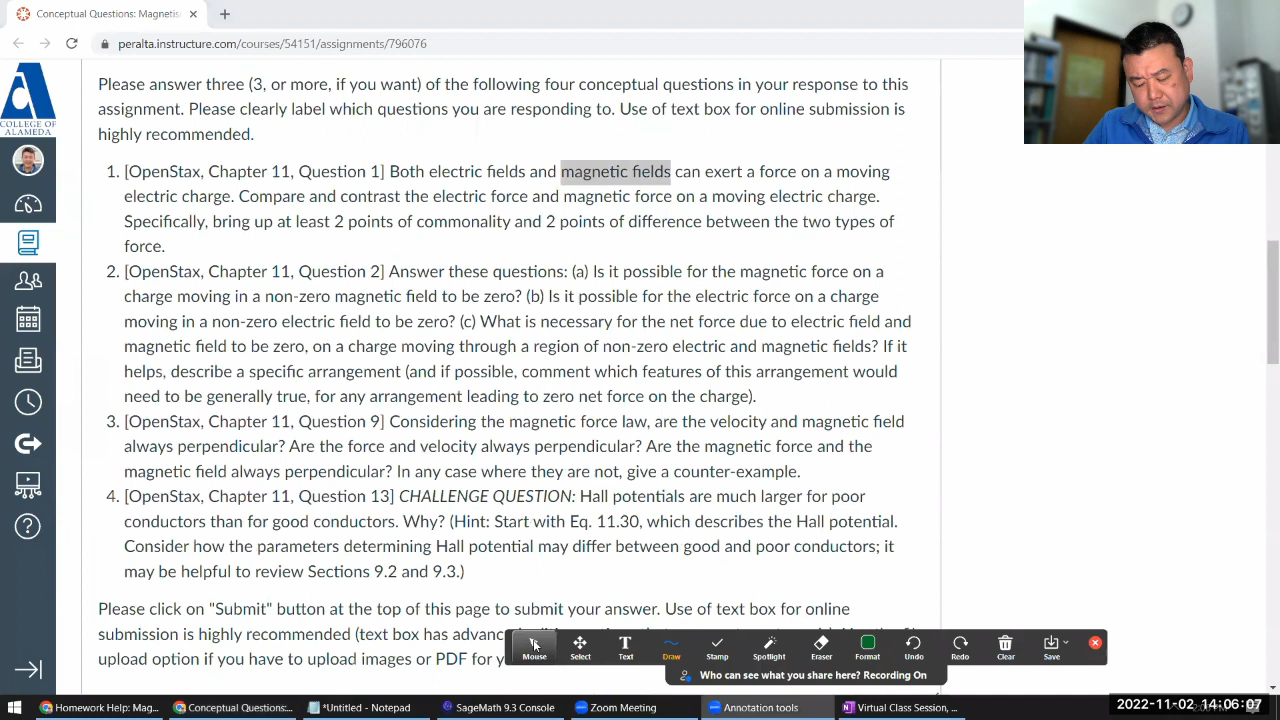 Conceptual Questions: Magnetis
peralta.instructure.com/courses/54151/assignments/796076
COLLEGE OF
ALAMEDA
Please answer three (3, or more, if you want) of the following four conceptual questions in your response to this
assignment. Please clearly label which questions you are responding to. Use of text box for online submission is
highly recommended.
1. [OpenStax, Chapter 11, Question 1] Both electric fields and magnetic fields can exert a force on a moving
electric charge. Compare and contrast the electric force and magnetic force on a moving electric charge.
Specifically, bring up at least 2 points of commonality and 2 points of difference between the two types of
force.
2. [OpenStax, Chapter 11, Question 2] Answer these questions: (a) Is it possible for the magnetic force on a
charge moving in a non-zero magnetic field to be zero? (b) Is it possible for the electric force on a charge
moving in a non-zero electric field to be zero? (c) What is necessary for the net force due to electric field and
magnetic field to be zero, on a charge moving through a region of non-zero electric and magnetic fields? If it
helps, describe a specific arrangement (and if possible, comment which features of this arrangement would
need to be generally true, for any arrangement leading to zero net force on the charge).
3. [OpenStax, Chapter 11, Question 9] Considering the magnetic force law, are the velocity and magnetic field
always perpendicular? Are the force and velocity always perpendicular? Are the magnetic force and the
magnetic field always perpendicular? In any case where they are not, give a counter-example.
4. [OpenStax, Chapter 11, Question 13] CHALLENGE QUESTION: Hall potentials are much larger for poor
conductors than for good conductors. Why? (Hint: Start with Eq. 11.30, which describes the Hall potential.
Consider how the parameters determining Hall potential may differ between good and poor conductors; it
may be helpful to review Sections 9.2 and 9.3.)
Please click on "Submit" button at the top of this page to submit your answer. Use of text box for online
submission is highly recommended (text box has advanc
upload option if you have to upload images or PDF for y
Mouse Select Text Draw Stamp Spotlight Eraser Format Undo Redo Clear Save
Who can see what you share here? Recording On
Homework Help: Mag... Conceptual Questions:... *Untitled - Notepad SageMath 9.3 Console Zoom Meeting Annotation tools Virtual Class Session, ...
2022-11-02 14:06:07